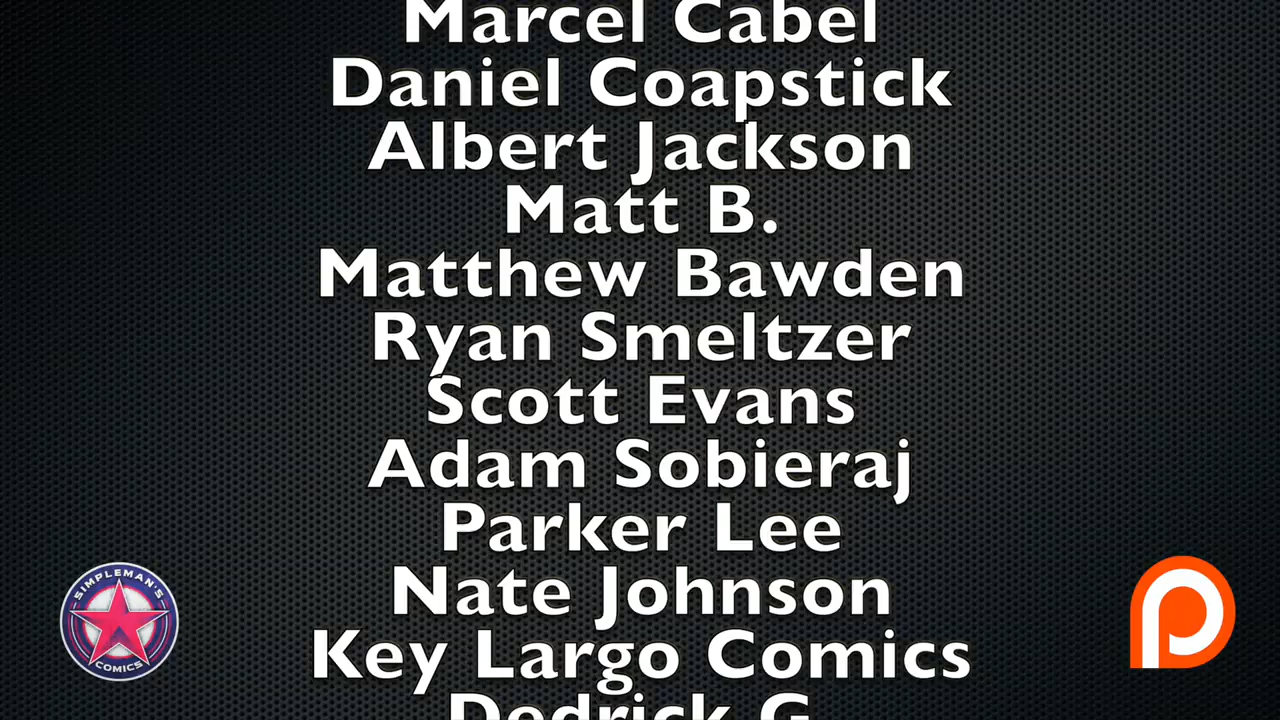 Marcel Cabel
Daniel Coapstick
Albert Jackson
Matt B.
Matthew Bawden
Ryan Smeltzer
Scott Evans
Adam Sobieraj
Parker Lee
Nate Johnson
Key Largo Comics
Dedrick G.
SIMPLEMAN'S
COMICS